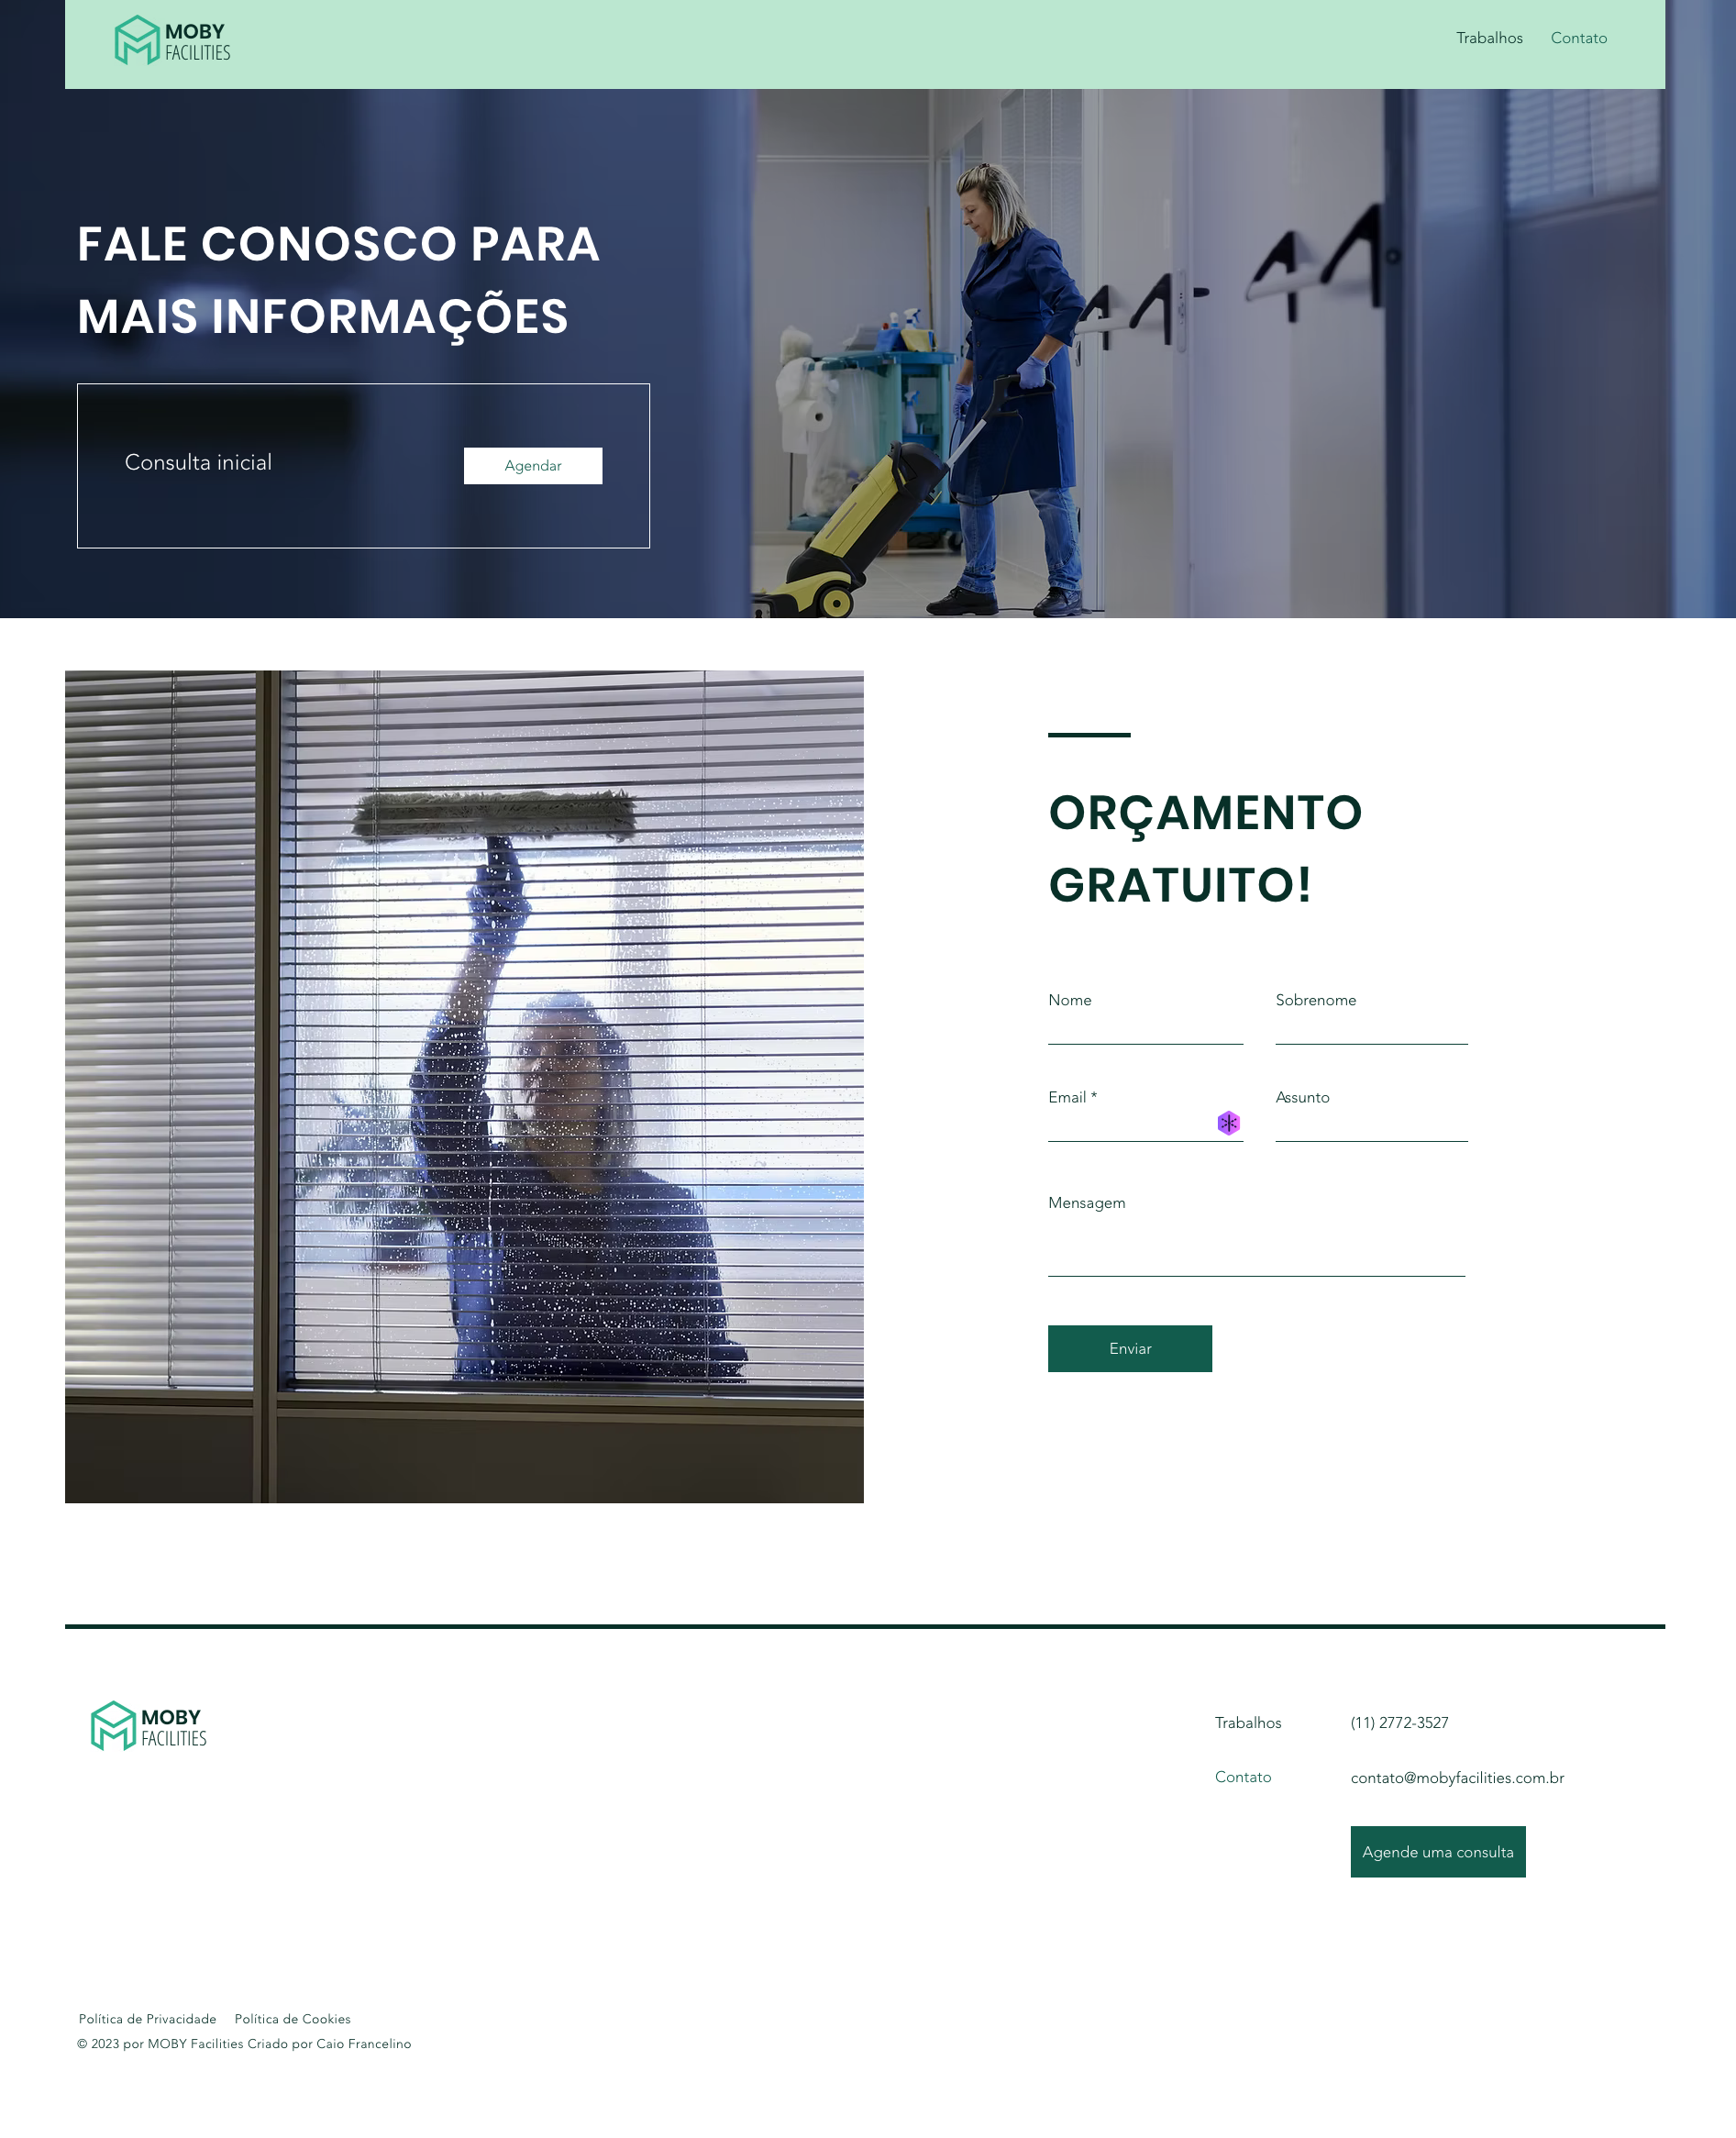 MOBY
FACILITIES
Trabalhos
Contato
FALE CONOSCO PARA
MAIS INFORMAÇÕES
Consulta inicial
Agendar
ORÇAMENTO
GRATUITO!
Nome
Sobrenome
Email *
Assunto
Mensagem
Enviar
MOBY
FACILITIES
Trabalhos
(11) 2772-3527
Contato
contato@mobyfacilities.com.br
Agende uma consulta
Política de Privacidade
Política de Cookies
© 2023 por MOBY Facilities Criado por Caio Francelino